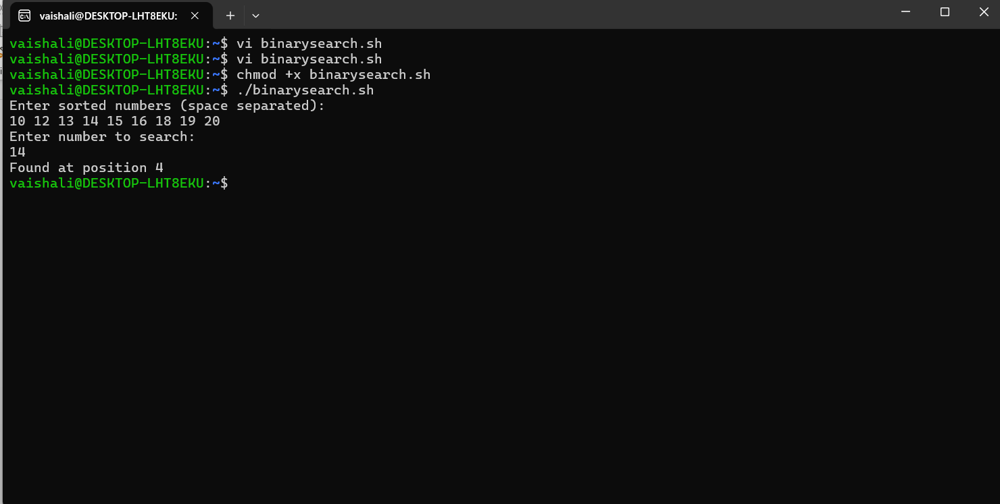 vaishali@DESKTOP-LHT8EKU:
vaishali@DESKTOP-LHT8EKU:~$ vi binarysearch.sh
vaishali@DESKTOP-LHT8EKU:~$ vi binarysearch.sh
vaishali@DESKTOP-LHT8EKU:~$ chmod +x binarysearch.sh
vaishali@DESKTOP-LHT8EKU:~$ ./binarysearch.sh
Enter sorted numbers (space separated):
10 12 13 14 15 16 18 19 20
Enter number to search:
14
Found at position 4
vaishali@DESKTOP-LHT8EKU:~$